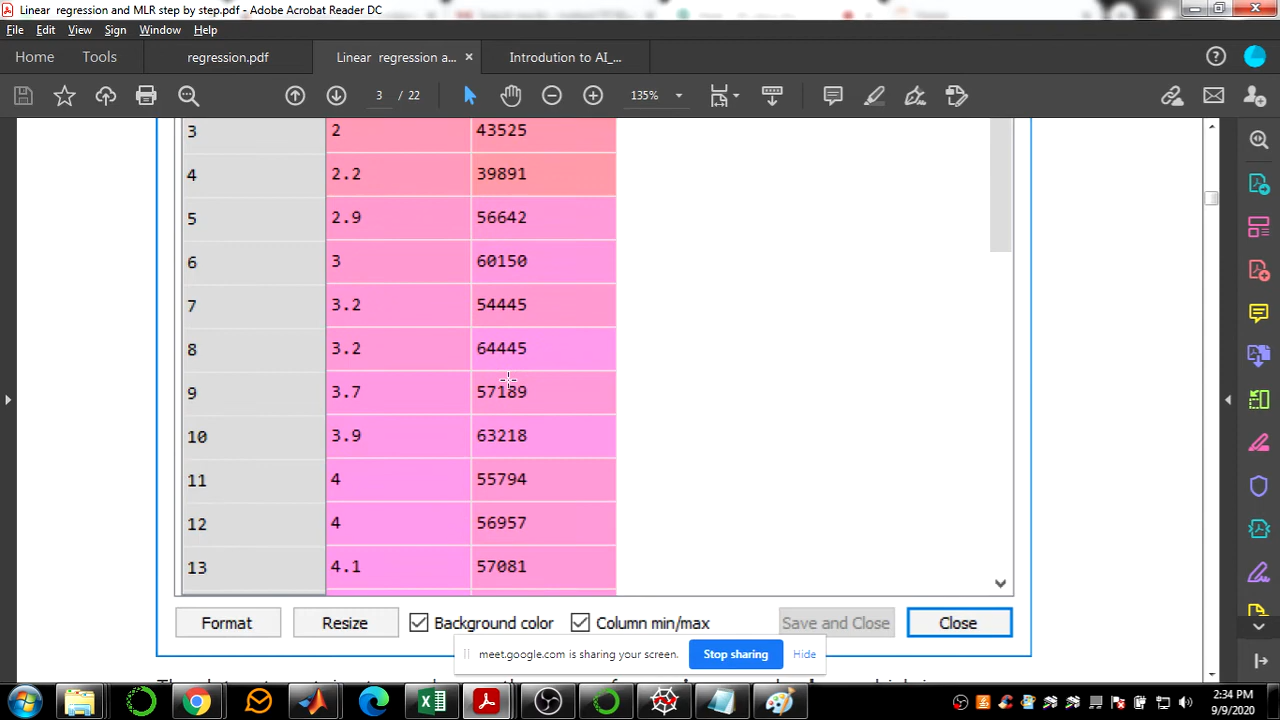 Linear regression and MLR step by step.pdf - Adobe Acrobat Reader DC
File Edit View Sign Window Help
Home Tools regression.pdf Linear regression a... × Introdution to AI_...
3 / 22 135%
3 2 43525
4 2.2 39891
5 2.9 56642
6 3 60150
7 3.2 54445
8 3.2 64445
9 3.7 57189
10 3.9 63218
11 4 55794
12 4 56957
13 4.1 57081
Format Resize Background color Column min/max Save and Close Close
meet.google.com is sharing your screen. Stop sharing Hide
2:34 PM
9/9/2020